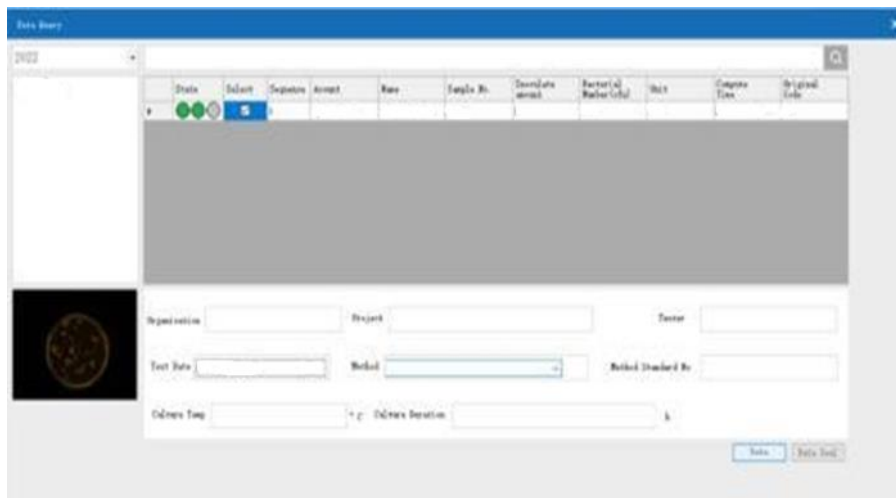 Data Query
2022
State Select Sequence Amount Name Sample No. Inoculate amount Bacterial Number(cfu) Unit Compute Time Original Code
Organization Project Tester
Test Date Method Method Standard No
Culture Temp ° C Culture Duration h
Data